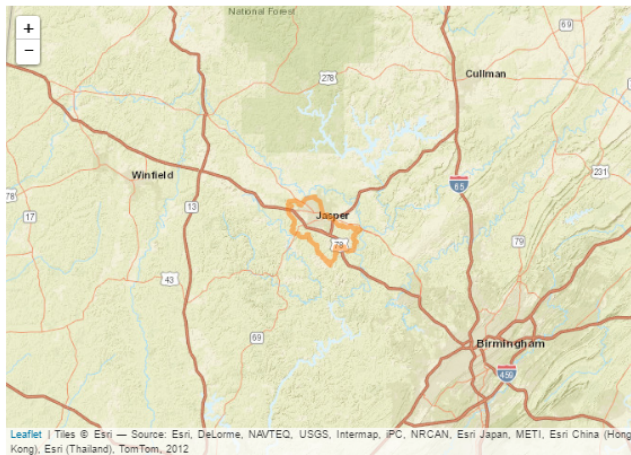 National Forest
+
−
278
Cullman
Winfield
65
231
78
17
13
Jasper
78
79
43
69
Birmingham
459
Leaflet | Tiles © Esri — Source: Esri, DeLorme, NAVTEQ, USGS, Intermap, iPC, NRCAN, Esri Japan, METI, Esri China (Hong
Kong), Esri (Thailand), TomTom, 2012